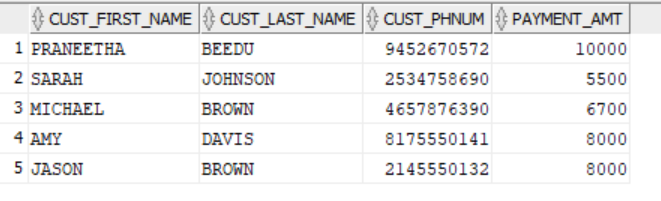 CUST_FIRST_NAME CUST_LAST_NAME CUST_PHNUM PAYMENT_AMT
1 PRANEETHA BEEDU 9452670572 10000
2 SARAH JOHNSON 2534758690 5500
3 MICHAEL BROWN 4657876390 6700
4 AMY DAVIS 8175550141 8000
5 JASON BROWN 2145550132 8000